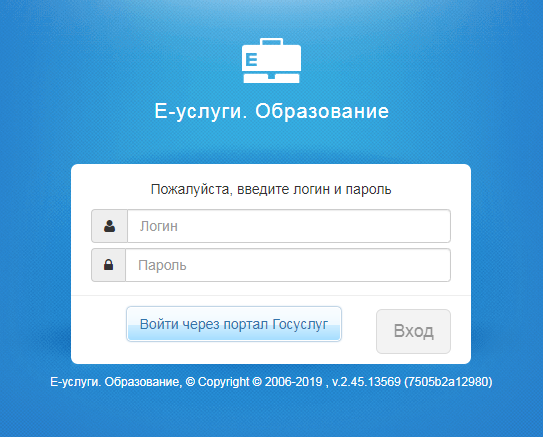 E
Е-услуги. Образование
Пожалуйста, введите логин и пароль
Логин
Пароль
Войти через портал Госуслуг
Вход
Е-услуги. Образование, © Copyright © 2006-2019 , v.2.45.13569 (7505b2a12980)